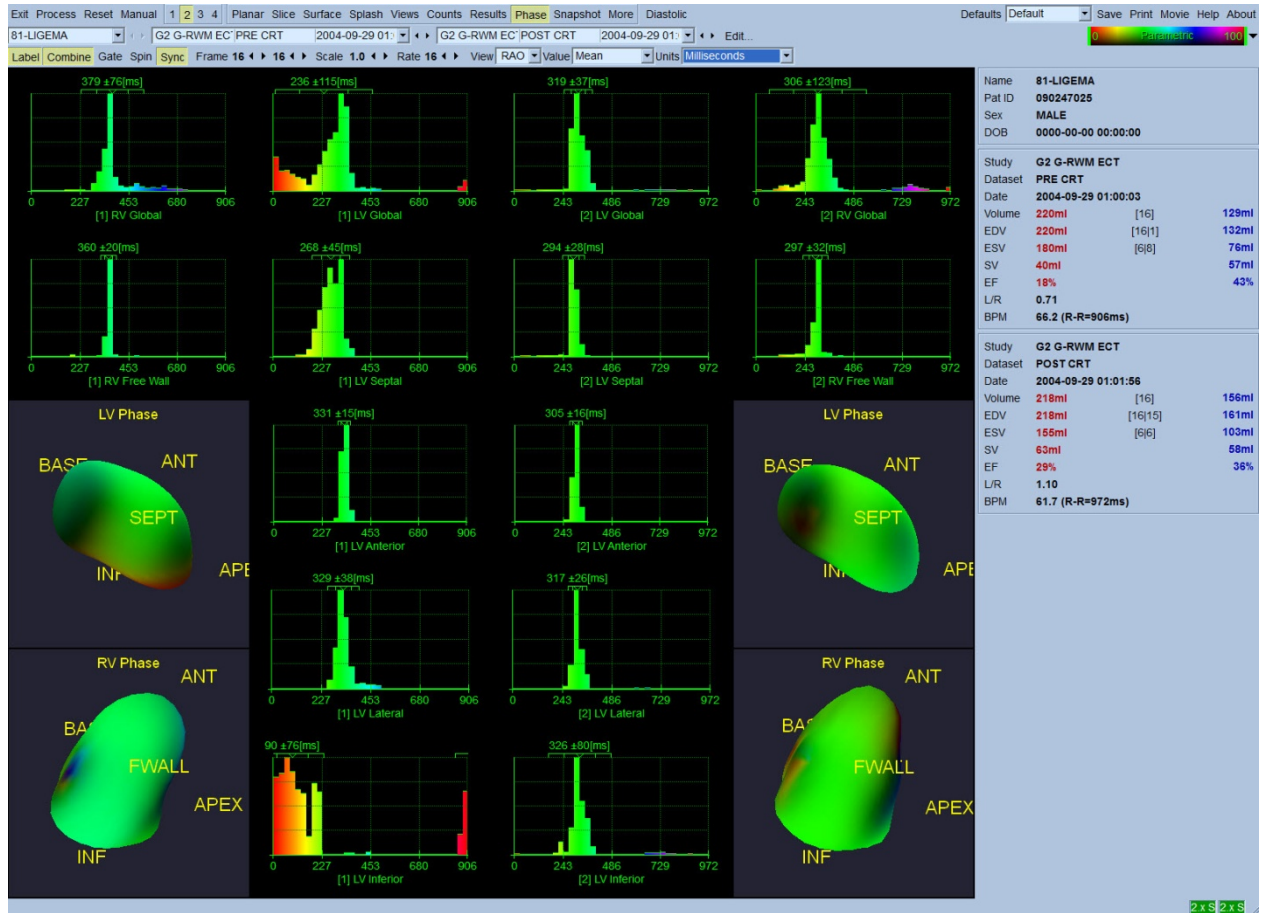 Exit Process Reset Manual 1 2 3 4 Planar Slice Surface Splash Views Counts Results Phase Snapshot More Diastolic Defaults Default Save Print Movie Help About
81-LIGEMA G2 G-RWM EC PRE CRT 2004-09-29 01: G2 G-RWM EC POST CRT 2004-09-29 01: Edit... 0 Parametric 100
Label Combine Gate Spin Sync Frame 16 16 Scale 1.0 Rate 16 View RAO Value Mean Units Milliseconds
379 ±76[ms] 236 ±115[ms] 319 ±37[ms] 306 ±123[ms]
0 227 453 680 906 0 227 453 680 906 0 243 486 729 972 0 243 486 729 972
[1] RV Global [1] LV Global [2] LV Global [2] RV Global
360 ±20[ms] 268 ±45[ms] 294 ±28[ms] 297 ±32[ms]
0 227 453 680 906 0 227 453 680 906 0 243 486 729 972 0 243 486 729 972
[1] RV Free Wall [1] LV Septal [2] LV Septal [2] RV Free Wall
LV Phase 331 ±15[ms] 305 ±16[ms] LV Phase
BASE ANT BASE ANT
SEPT SEPT
0 227 453 680 906 0 243 486 729 972
[1] LV Anterior [2] LV Anterior
INF APE INF APE
329 ±38[ms] 317 ±26[ms]
RV Phase RV Phase
ANT ANT
0 227 453 680 906 0 243 486 729 972
[1] LV Lateral [2] LV Lateral
BA BA
90 ±76[ms] 326 ±80[ms]
FWALL FWALL
APEX APEX
INF INF
0 227 453 680 906 0 243 486 729 972
[1] LV Inferior [2] LV Inferior
Name 81-LIGEMA
Pat ID 090247025
Sex MALE
DOB 0000-00-00 00:00:00
Study G2 G-RWM ECT
Dataset PRE CRT
Date 2004-09-29 01:00:03
Volume 220ml [16] 129ml
EDV 220ml [16|1] 132ml
ESV 180ml [6|8] 76ml
SV 40ml 57ml
EF 18% 43%
L/R 0.71
BPM 66.2 (R-R=906ms)
Study G2 G-RWM ECT
Dataset POST CRT
Date 2004-09-29 01:01:56
Volume 218ml [16] 156ml
EDV 218ml [16|15] 161ml
ESV 155ml [6|6] 103ml
SV 63ml 58ml
EF 29% 36%
L/R 1.10
BPM 61.7 (R-R=972ms)
2 x S 2 x S